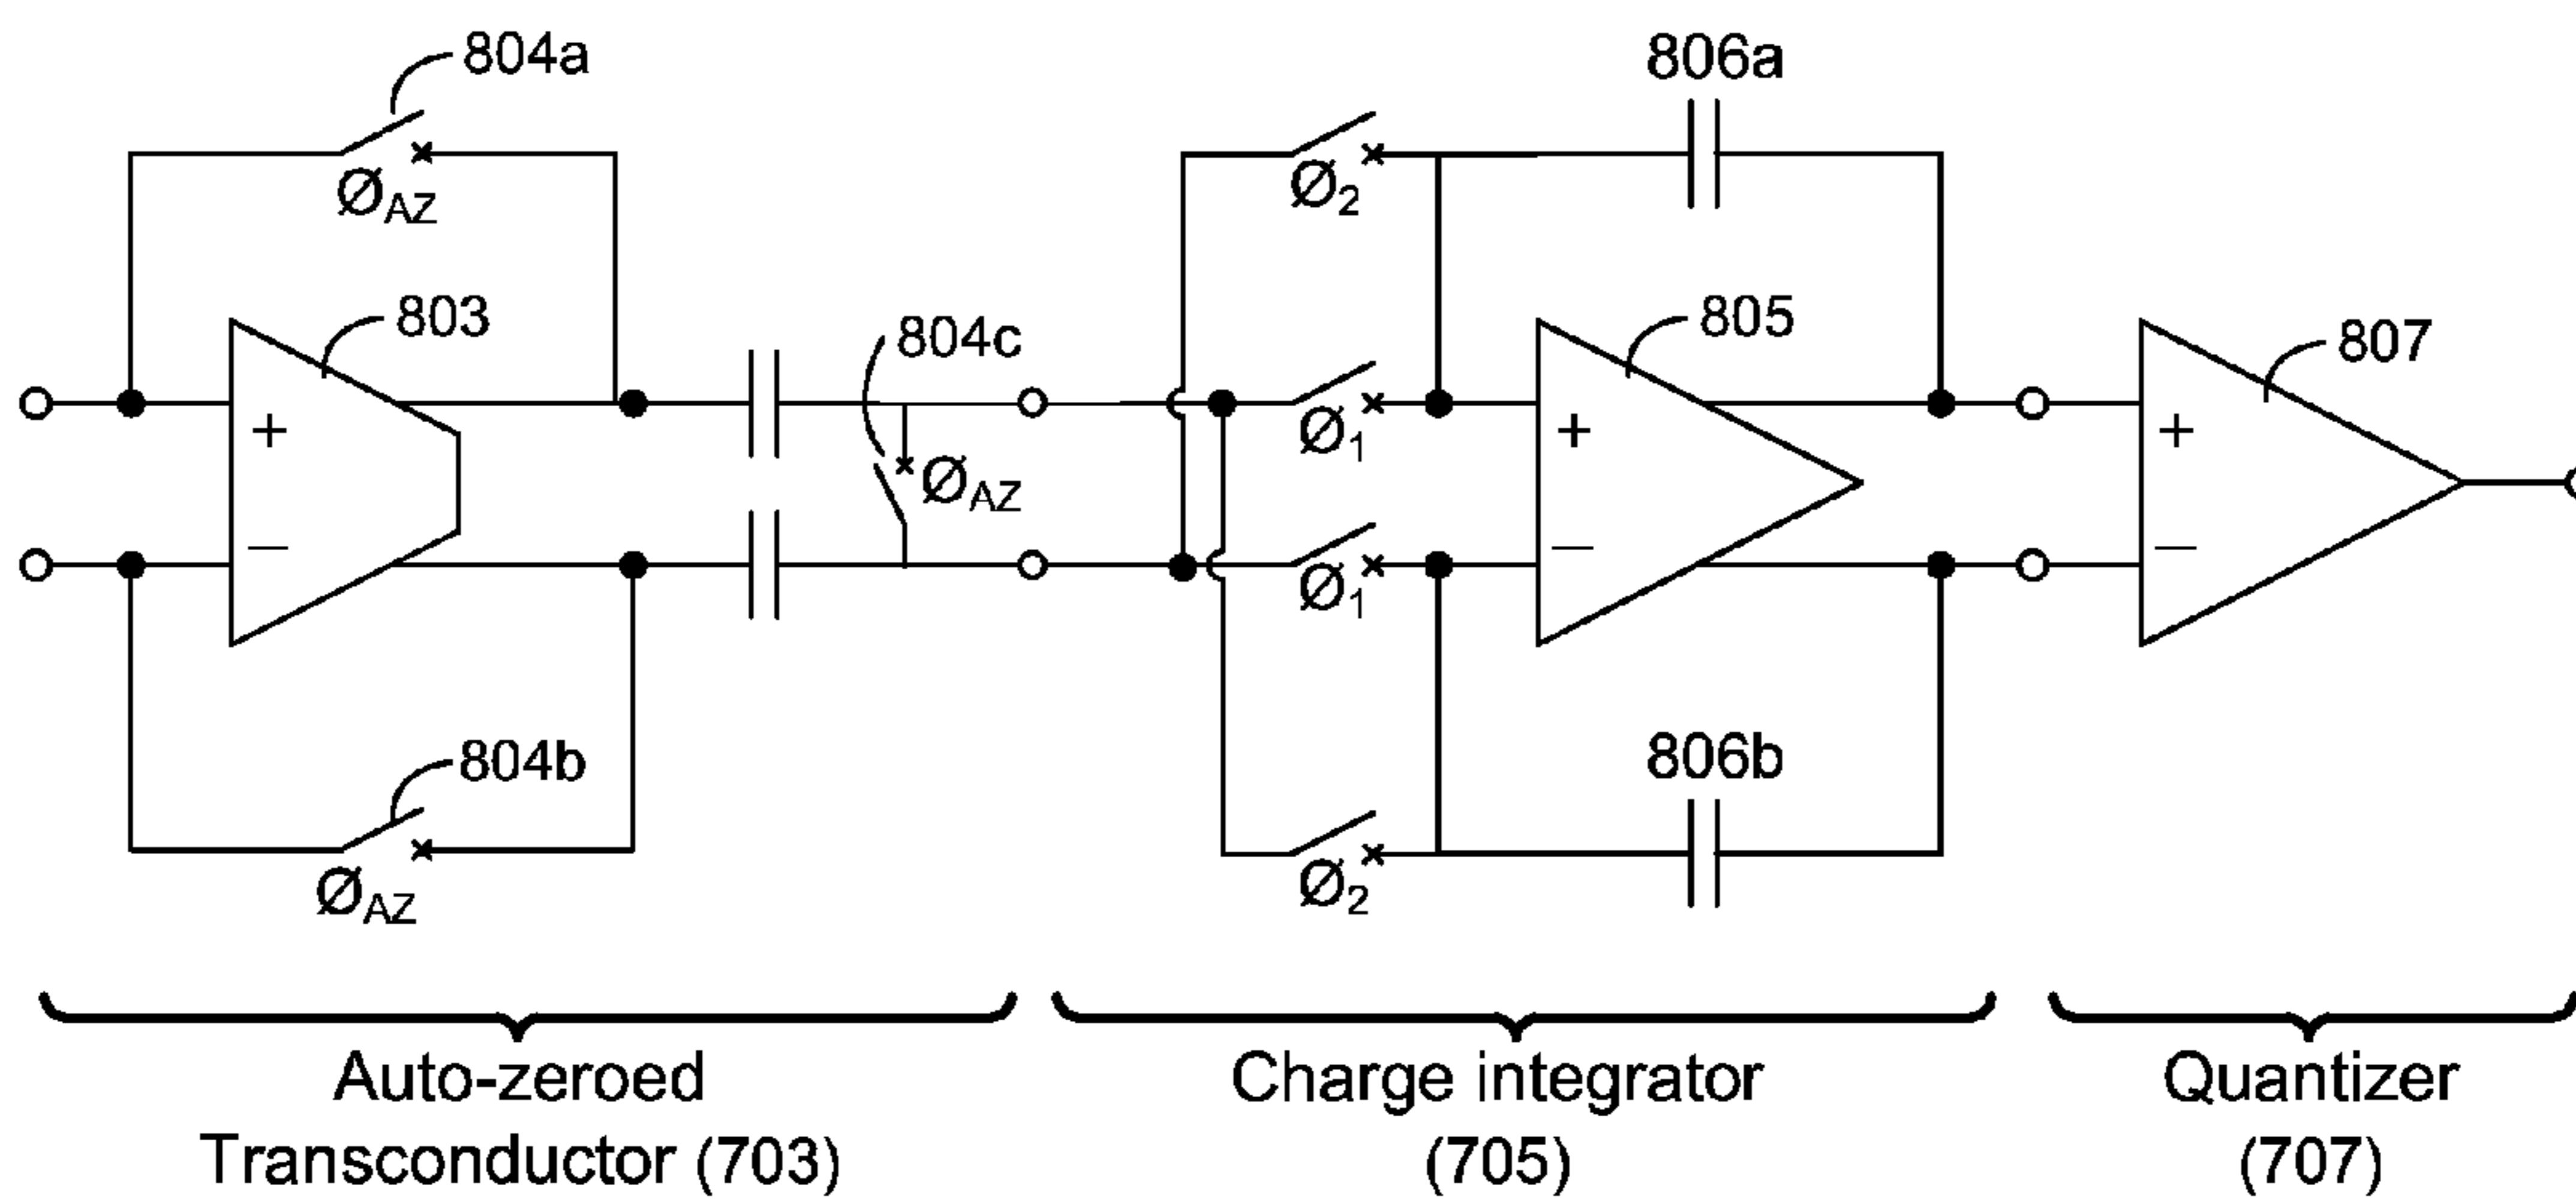 804a
806a
Ø2
ØAZ
803
804c
805
807
+
+
+
Ø1
ØAZ
−
−
−
Ø1
804b
806b
ØAZ
Ø2
Auto-zeroed
Transconductor (703)
Charge integrator
(705)
Quantizer
(707)